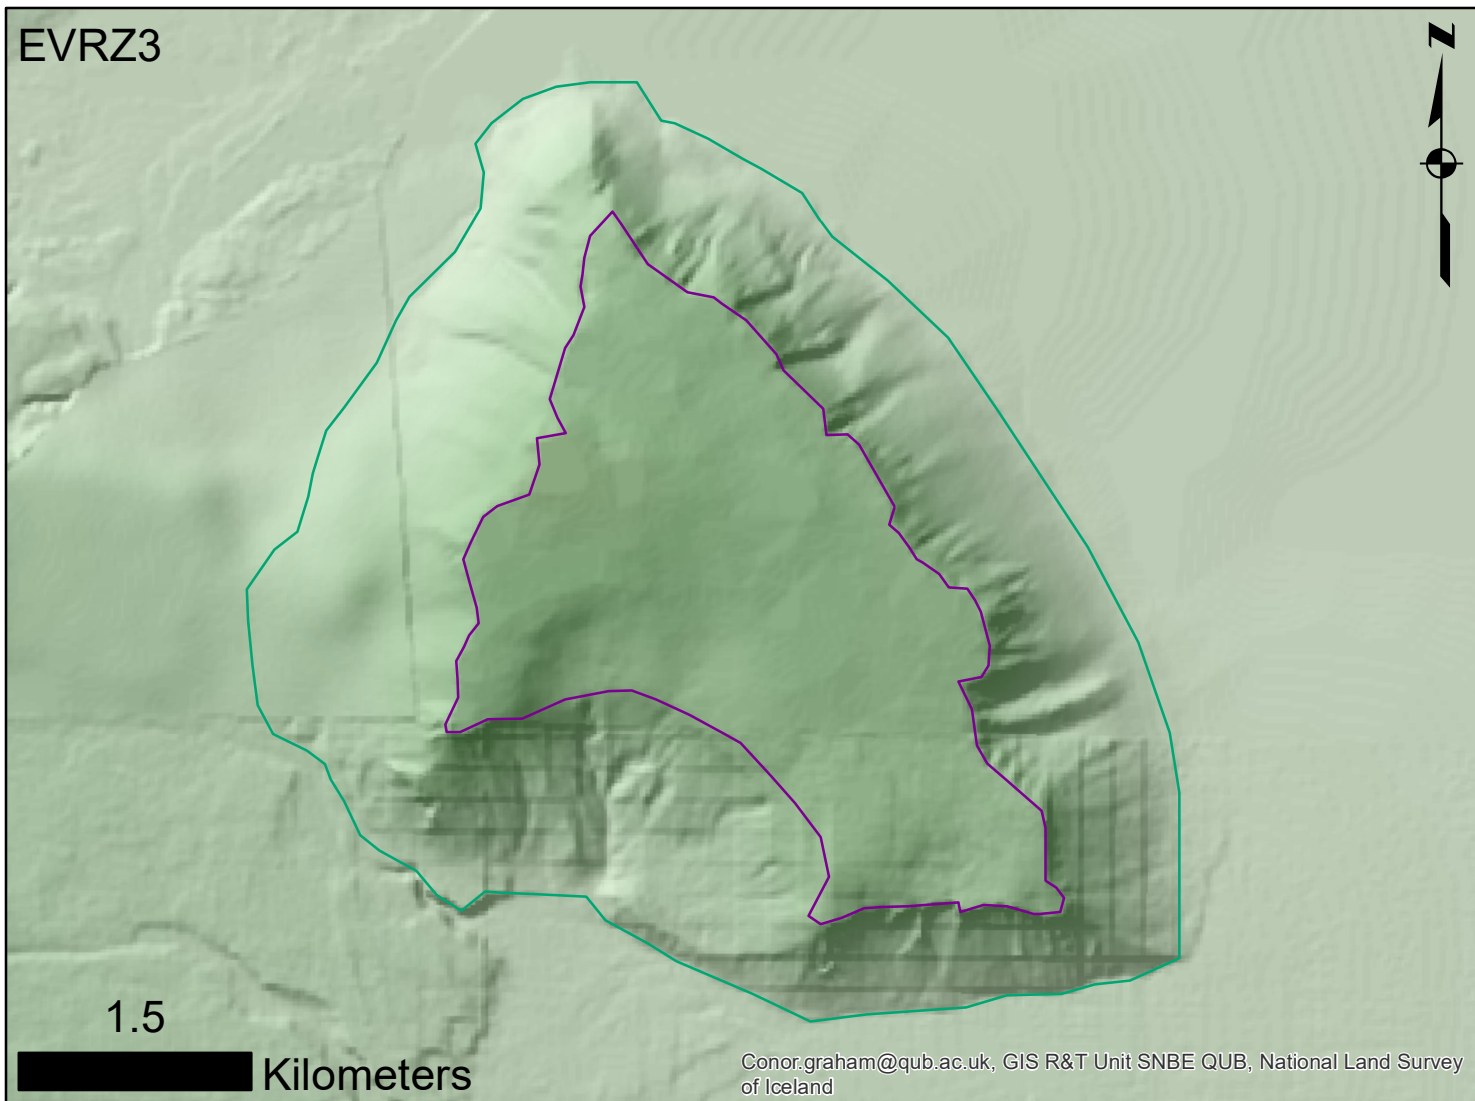 EVRZ3
N
1.5
Kilometers
Conor.graham@qub.ac.uk, GIS R&T Unit SNBE QUB, National Land Survey
of Iceland